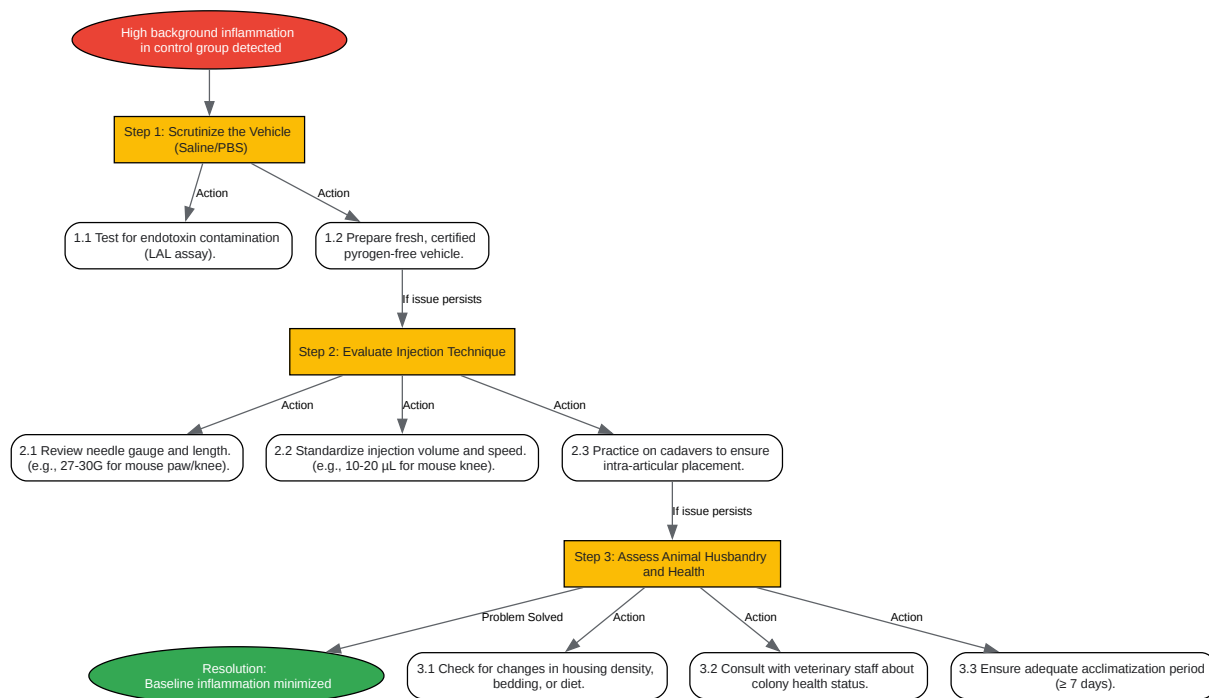 High background inflammation
in control group detected
Step 1: Scrutinize the Vehicle
(Saline/PBS)
Action
Action
1.1 Test for endotoxin contamination
(LAL assay).
1.2 Prepare fresh, certified
pyrogen-free vehicle.
If issue persists
Step 2: Evaluate Injection Technique
Action
Action
Action
2.1 Review needle gauge and length.
(e.g., 27-30G for mouse paw/knee).
2.2 Standardize injection volume and speed.
(e.g., 10-20 µL for mouse knee).
2.3 Practice on cadavers to ensure
intra-articular placement.
If issue persists
Step 3: Assess Animal Husbandry
and Health
Problem Solved
Action
Action
Action
Resolution:
Baseline inflammation minimized
3.1 Check for changes in housing density,
bedding, or diet.
3.2 Consult with veterinary staff about
colony health status.
3.3 Ensure adequate acclimatization period
(≥ 7 days).